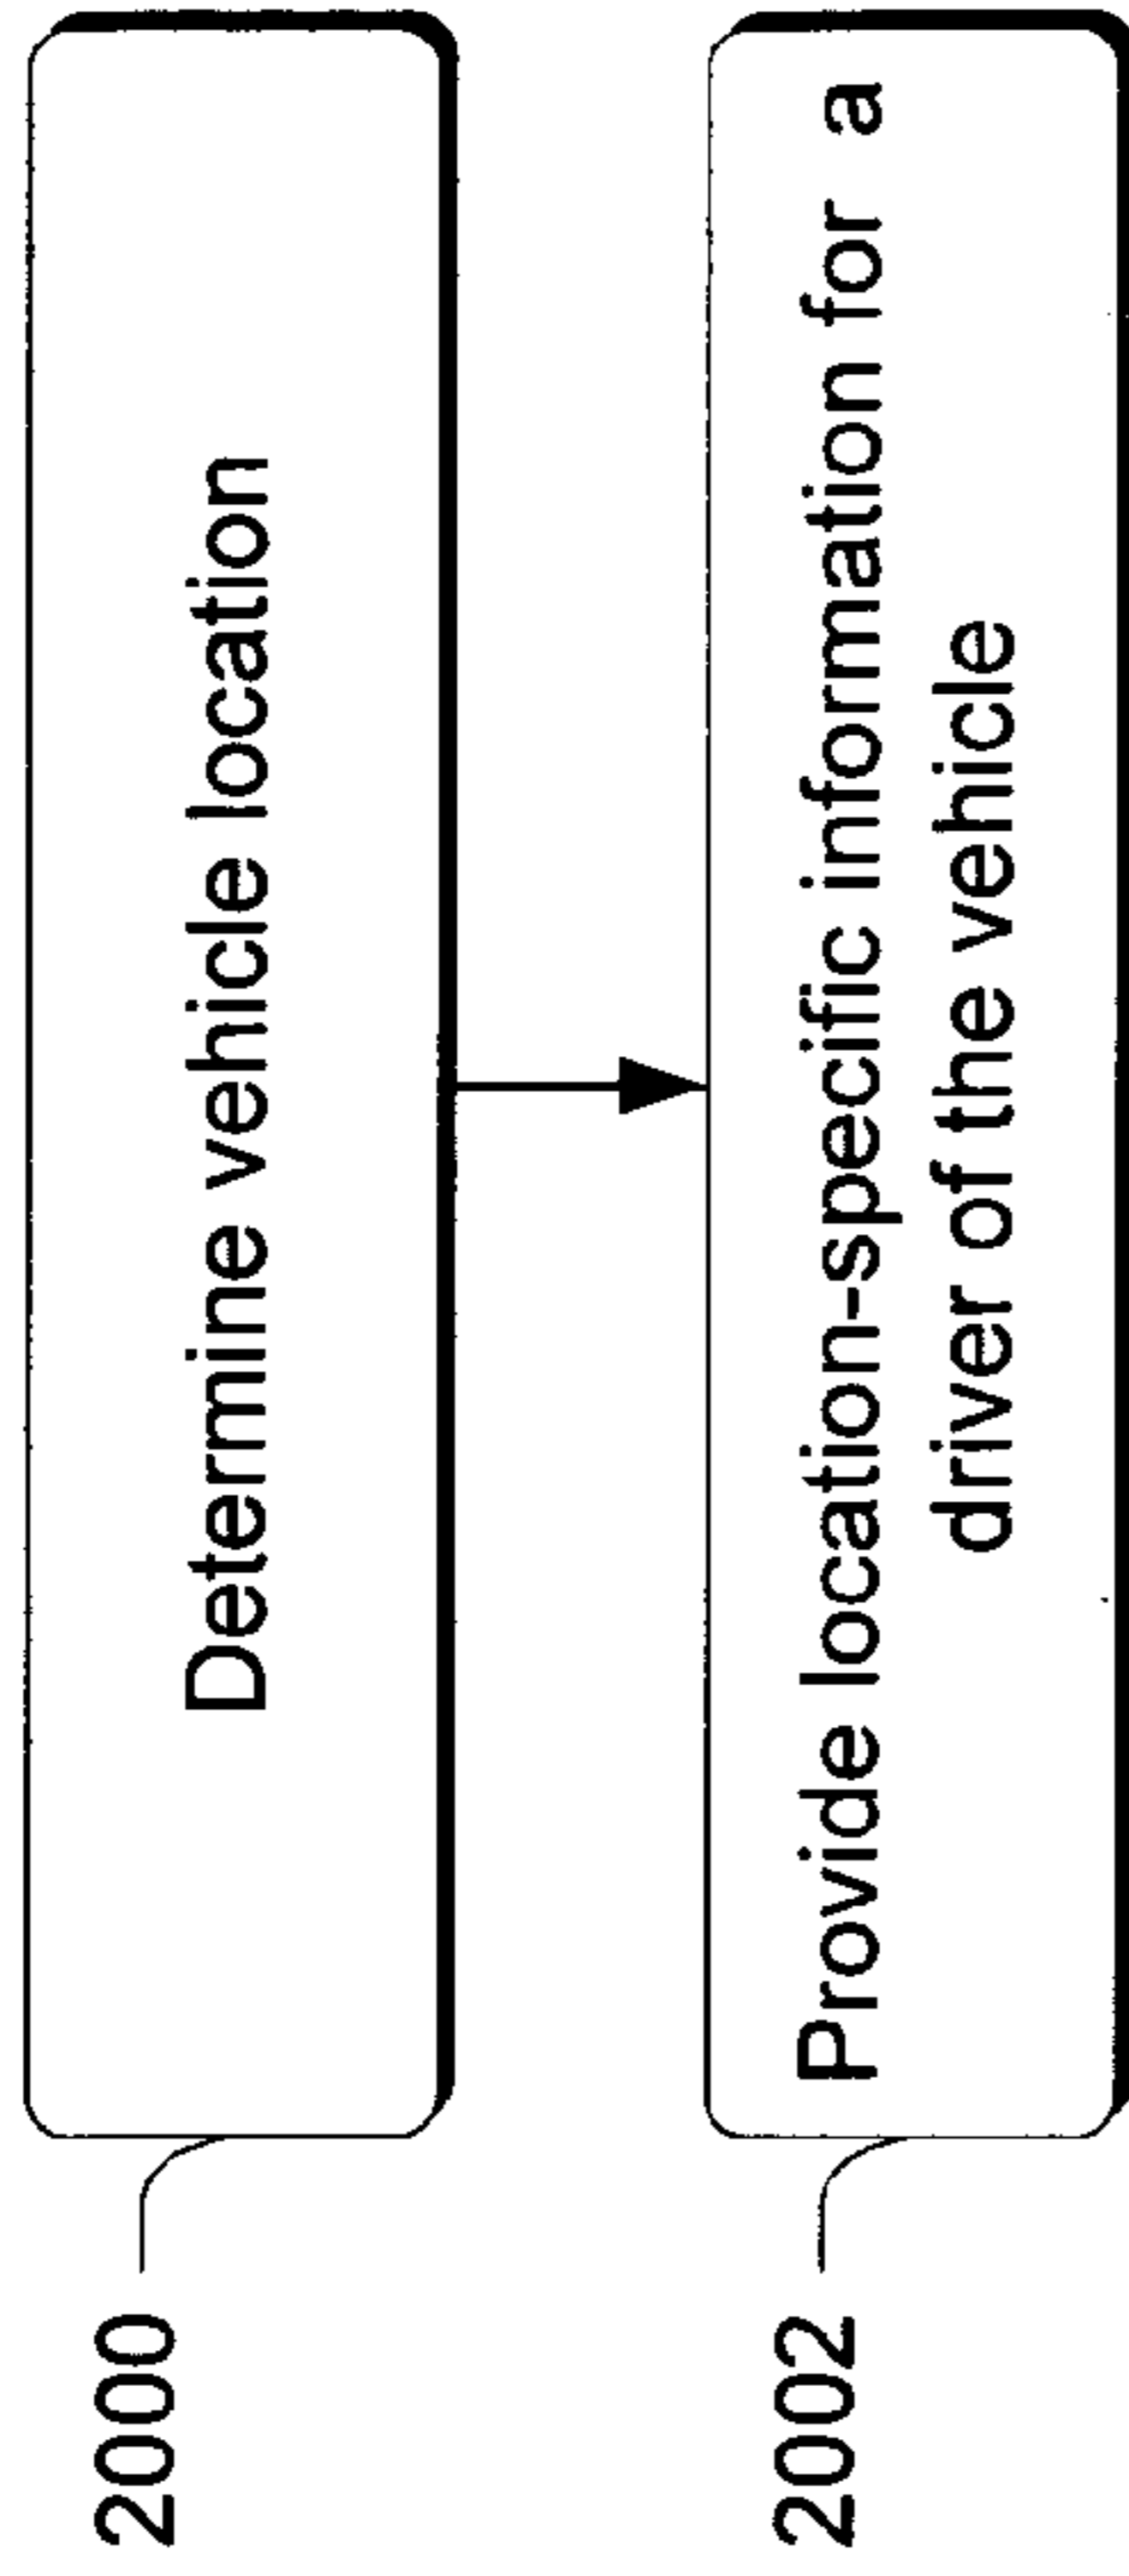 2000
Determine vehicle location
2002
Provide location-specific information for a
driver of the vehicle